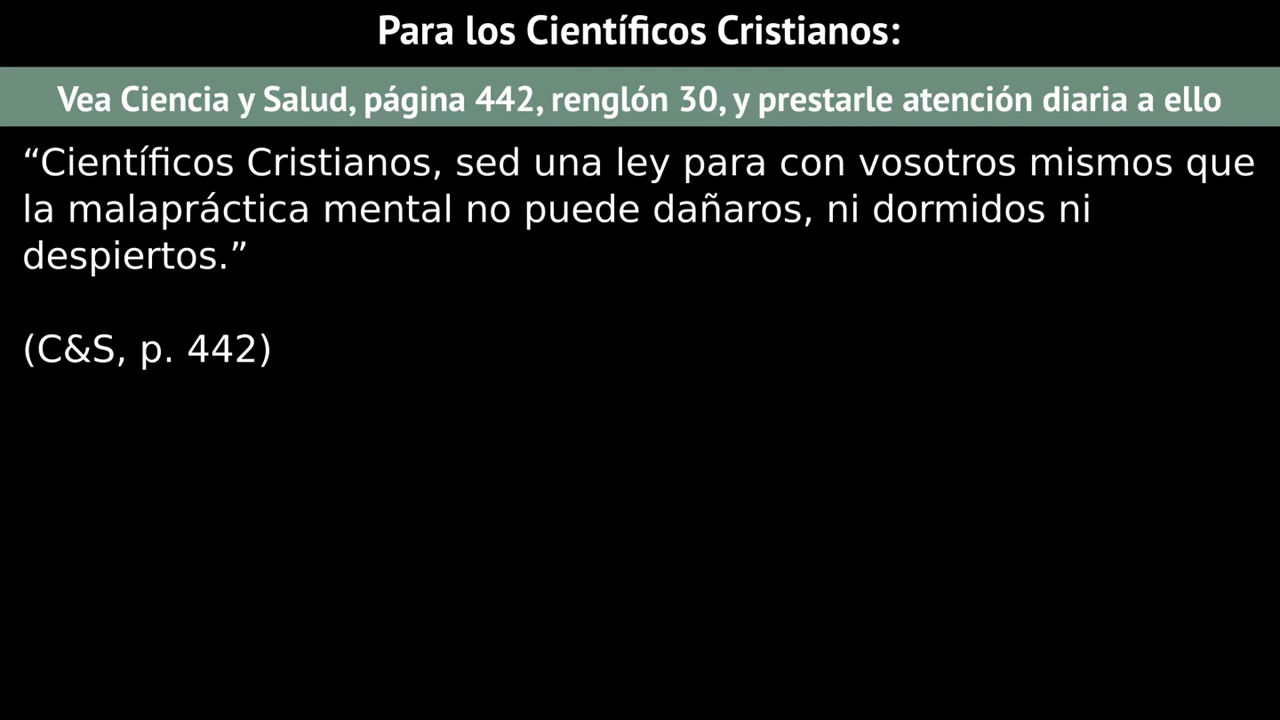 Para los Científicos Cristianos:
Vea Ciencia y Salud, página 442, renglón 30, y prestarle atención diaria a ello
“Científicos Cristianos, sed una ley para con vosotros mismos que
la malapráctica mental no puede dañaros, ni dormidos ni
despiertos.”
(C&S, p. 442)